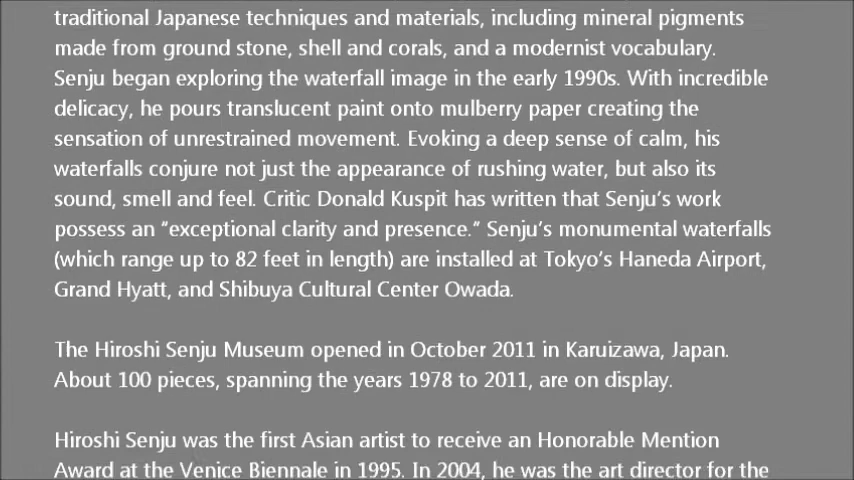 traditional Japanese techniques and materials, including mineral pigments
made from ground stone, shell and corals, and a modernist vocabulary.
Senju began exploring the waterfall image in the early 1990s. With incredible
delicacy, he pours translucent paint onto mulberry paper creating the
sensation of unrestrained movement. Evoking a deep sense of calm, his
waterfalls conjure not just the appearance of rushing water, but also its
sound, smell and feel. Critic Donald Kuspit has written that Senju's work
possess an "exceptional clarity and presence." Senju's monumental waterfalls
(which range up to 82 feet in length) are installed at Tokyo's Haneda Airport,
Grand Hyatt, and Shibuya Cultural Center Owada.
The Hiroshi Senju Museum opened in October 2011 in Karuizawa, Japan.
About 100 pieces, spanning the years 1978 to 2011, are on display.
Hiroshi Senju was the first Asian artist to receive an Honorable Mention
Award at the Venice Biennale in 1995. In 2004, he was the art director for the